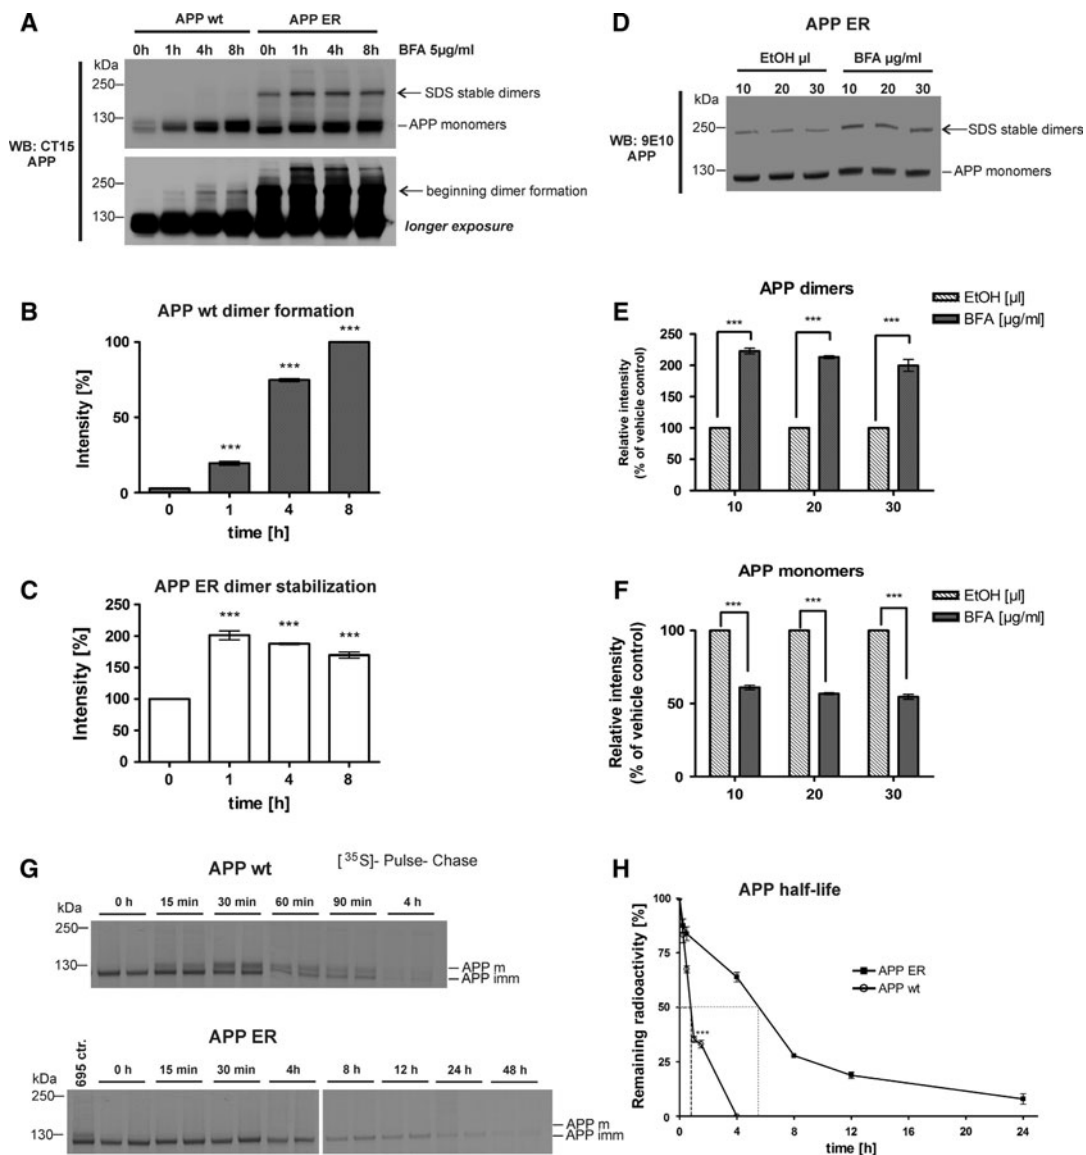 A
APP wt
APP ER
0h 1h 4h 8h 0h 1h 4h 8h BFA 5µg/ml
kDa
250
130
SDS stable dimers
APP monomers
WB: CT15
APP
250
130
beginning dimer formation
longer exposure
D
APP ER
EtOH µl
BFA µg/ml
10 20 30 10 20 30
kDa
250
130
WB: 9E10
APP
SDS stable dimers
APP monomers
B
APP wt dimer formation
Intensity [%]
100
50
0
***
***
***
0 1 4 8
time [h]
C
APP ER dimer stabilization
Intensity [%]
250
200
150
100
50
0
***
***
***
0 1 4 8
time [h]
E
APP dimers
EtOH [µl]
BFA [µg/ml]
Relative intensity
(% of vehicle control)
250
200
150
100
50
0
***
***
***
10 20 30
F
APP monomers
EtOH [µl]
BFA [µg/ml]
Relative intensity
(% of vehicle control)
100
50
0
***
***
***
10 20 30
G
APP wt
[³⁵S]- Pulse- Chase
0 h 15 min 30 min 60 min 90 min 4 h
kDa
250
130
APP m
APP imm
APP ER
695 ctr.
0 h 15 min 30 min 4h 8 h 12 h 24 h 48 h
kDa
250
130
APP m
APP imm
H
APP half-life
Remaining radioactivity [%]
100
75
50
25
0
APP ER
APP wt
***
0 4 8 12 16 20 24
time [h]